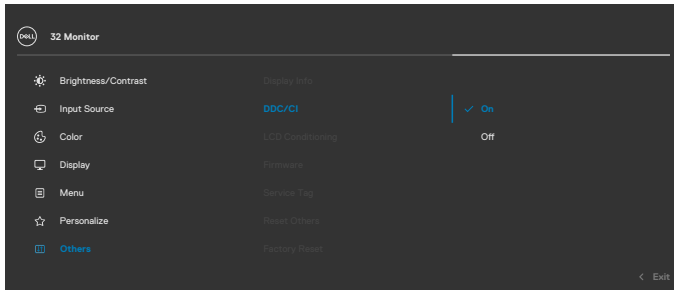 DELL
32 Monitor
Brightness/Contrast
Display Info
Input Source
DDC/CI
On
Color
LCD Conditioning
Off
Display
Firmware
Menu
Service Tag
Personalize
Reset Others
Others
Factory Reset
Exit